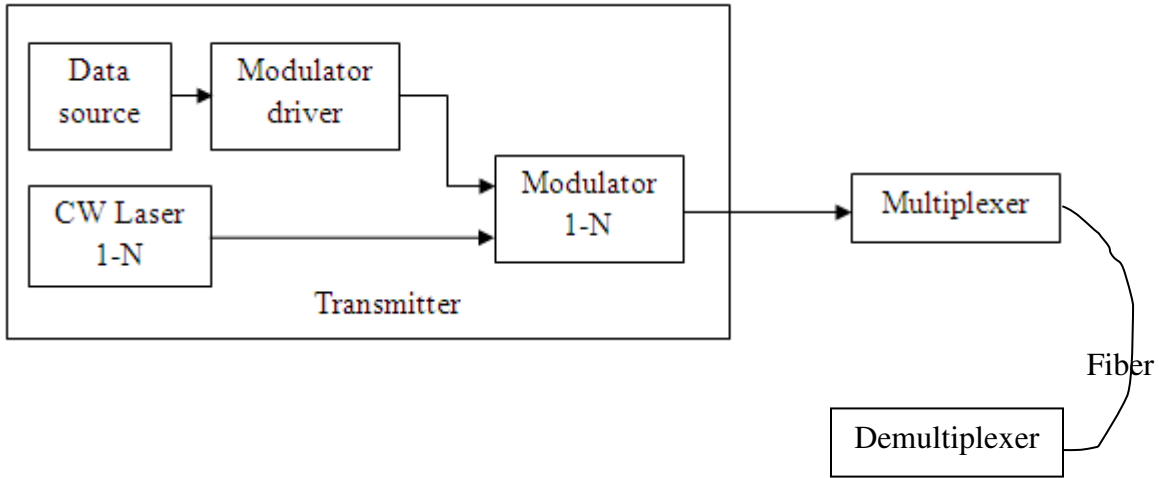 Data
source
Modulator
driver
CW Laser
1-N
Modulator
1-N
Transmitter
Multiplexer
Fiber
Demultiplexer